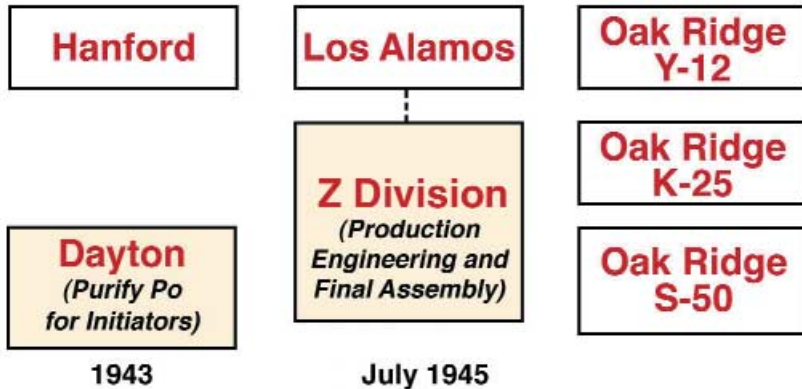 Hanford
Los Alamos
Oak Ridge
Y-12
Z Division
(Production
Engineering and
Final Assembly)
Oak Ridge
K-25
Dayton
(Purify Po
for Initiators)
Oak Ridge
S-50
1943
July 1945